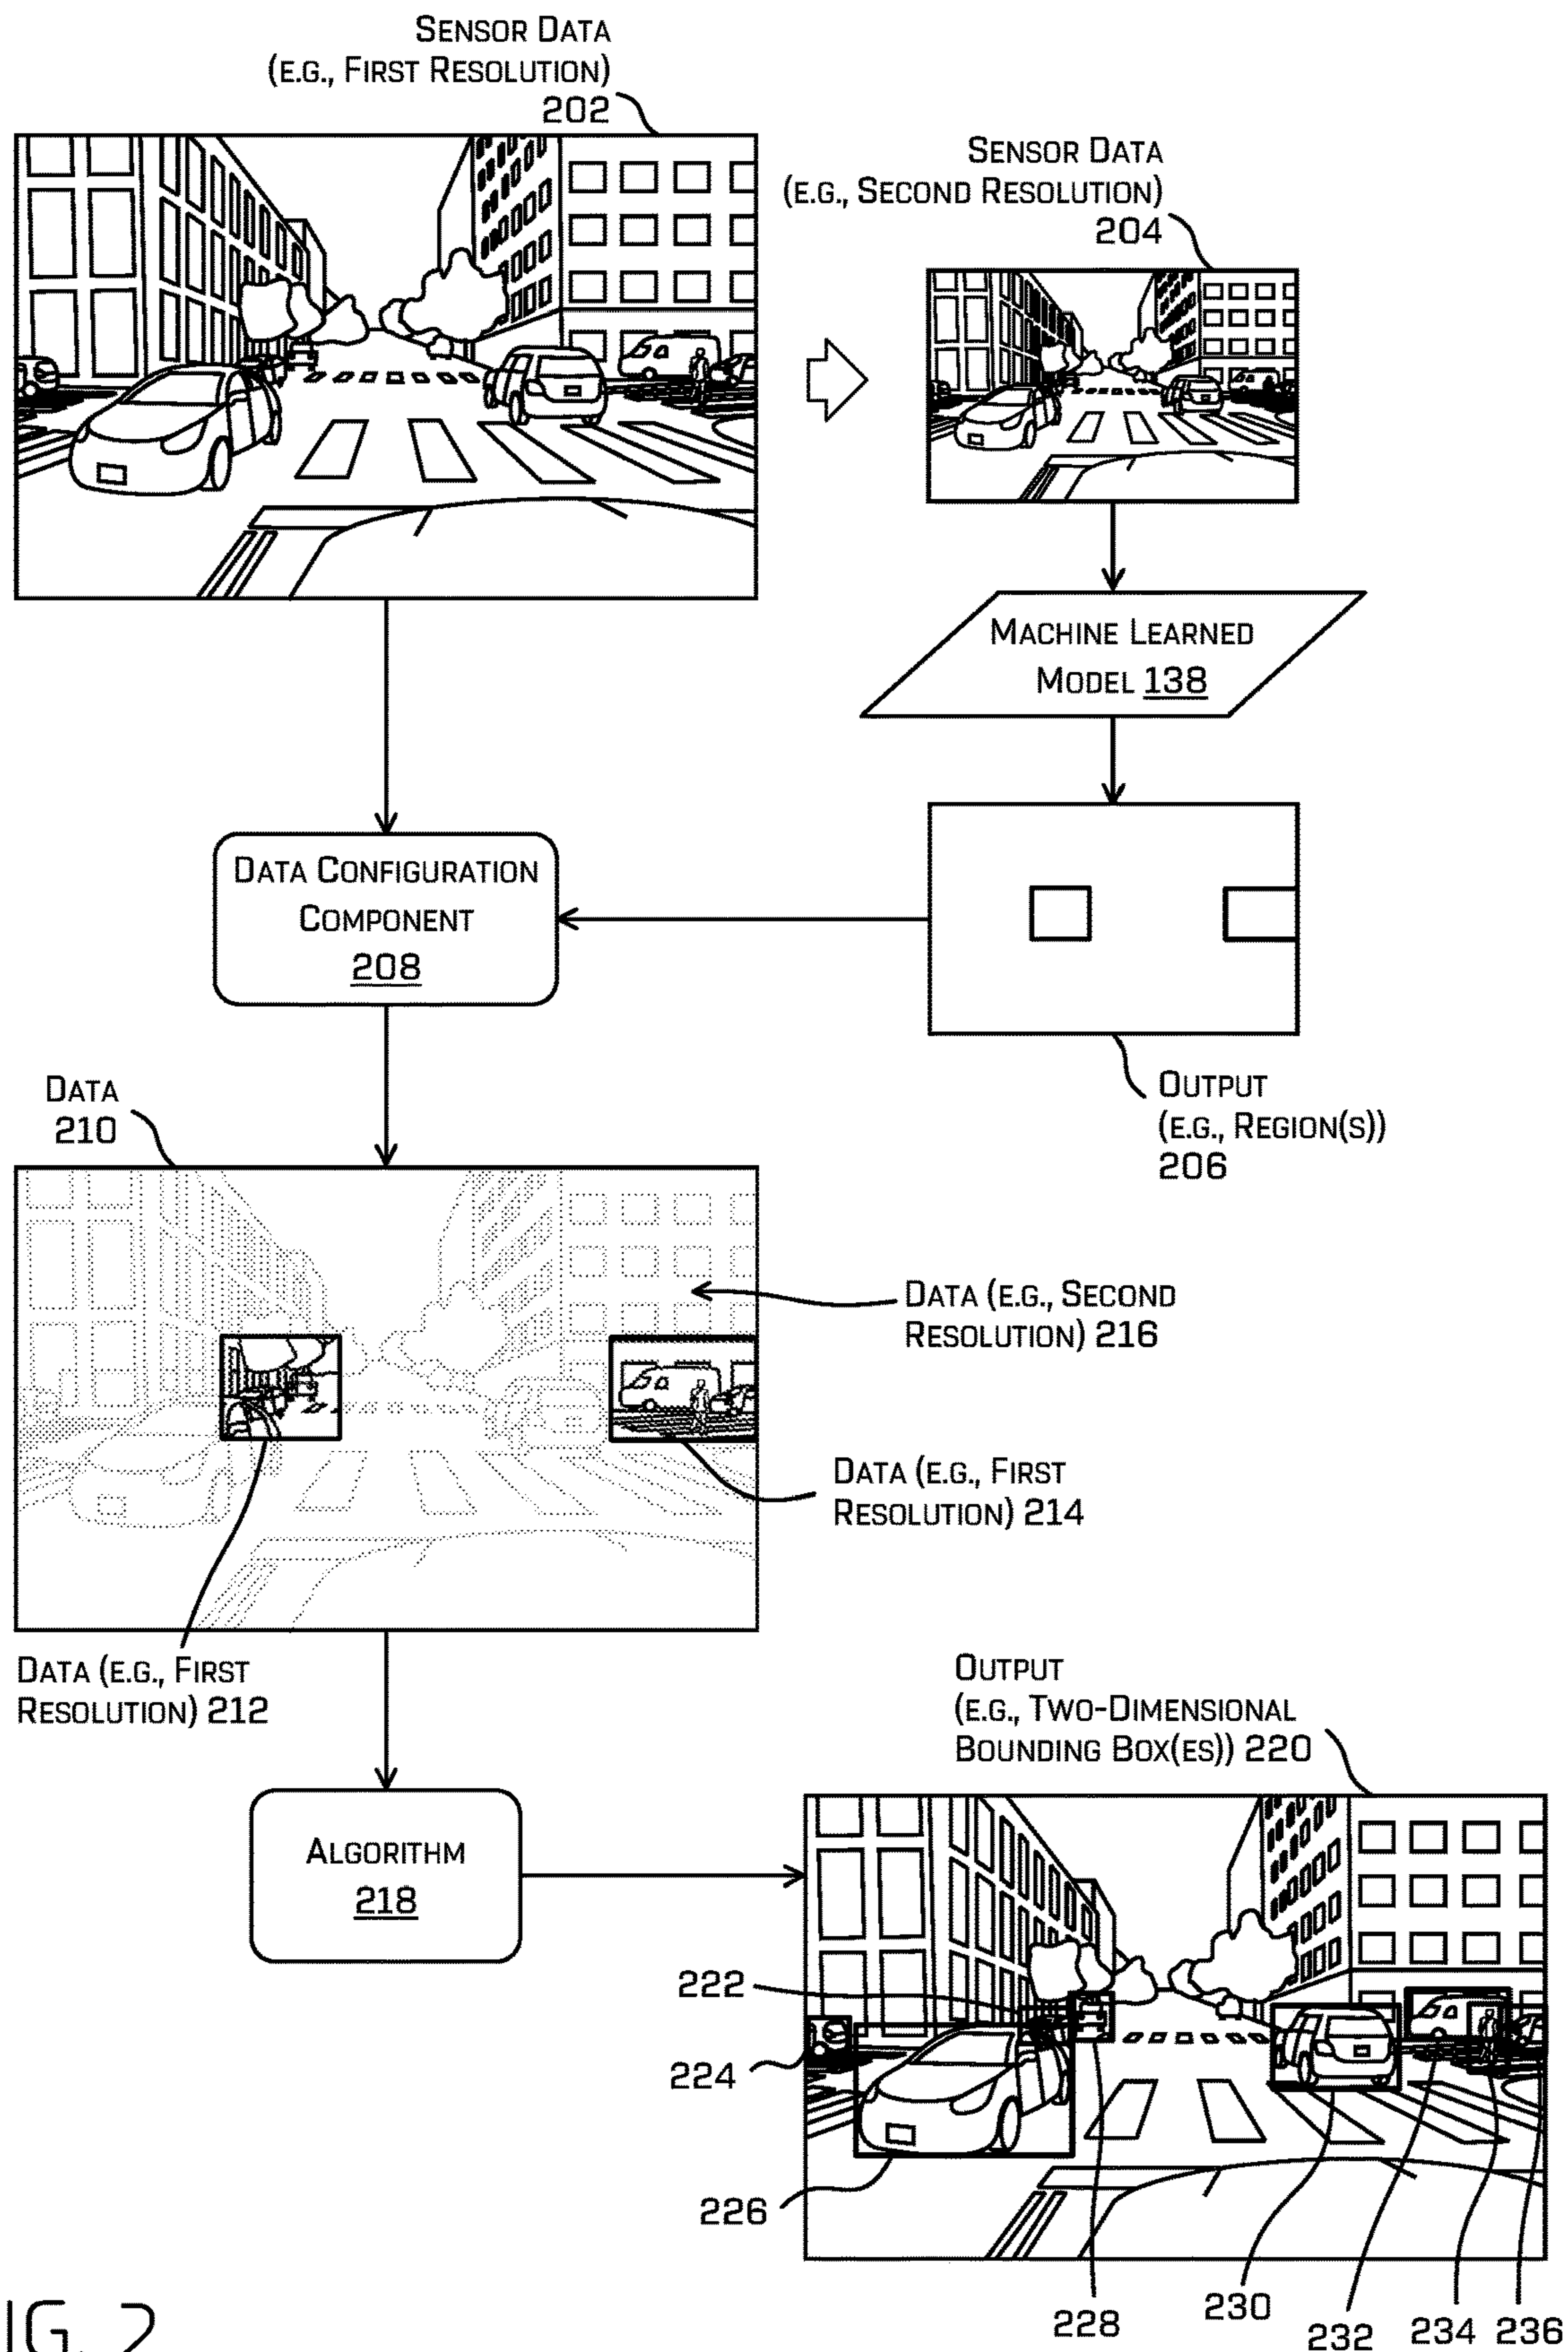 SENSOR DATA
(E.G., FIRST RESOLUTION)
202
SENSOR DATA
(E.G., SECOND RESOLUTION)
204
MACHINE LEARNED
MODEL 138
DATA CONFIGURATION
COMPONENT
208
OUTPUT
(E.G., REGION(S))
206
DATA
210
DATA (E.G., SECOND
RESOLUTION) 216
DATA (E.G., FIRST
RESOLUTION) 214
DATA (E.G., FIRST
RESOLUTION) 212
OUTPUT
(E.G., TWO-DIMENSIONAL
BOUNDING BOX(ES)) 220
ALGORITHM
218
222
224
226
228
230
232
234
236
IG. 2